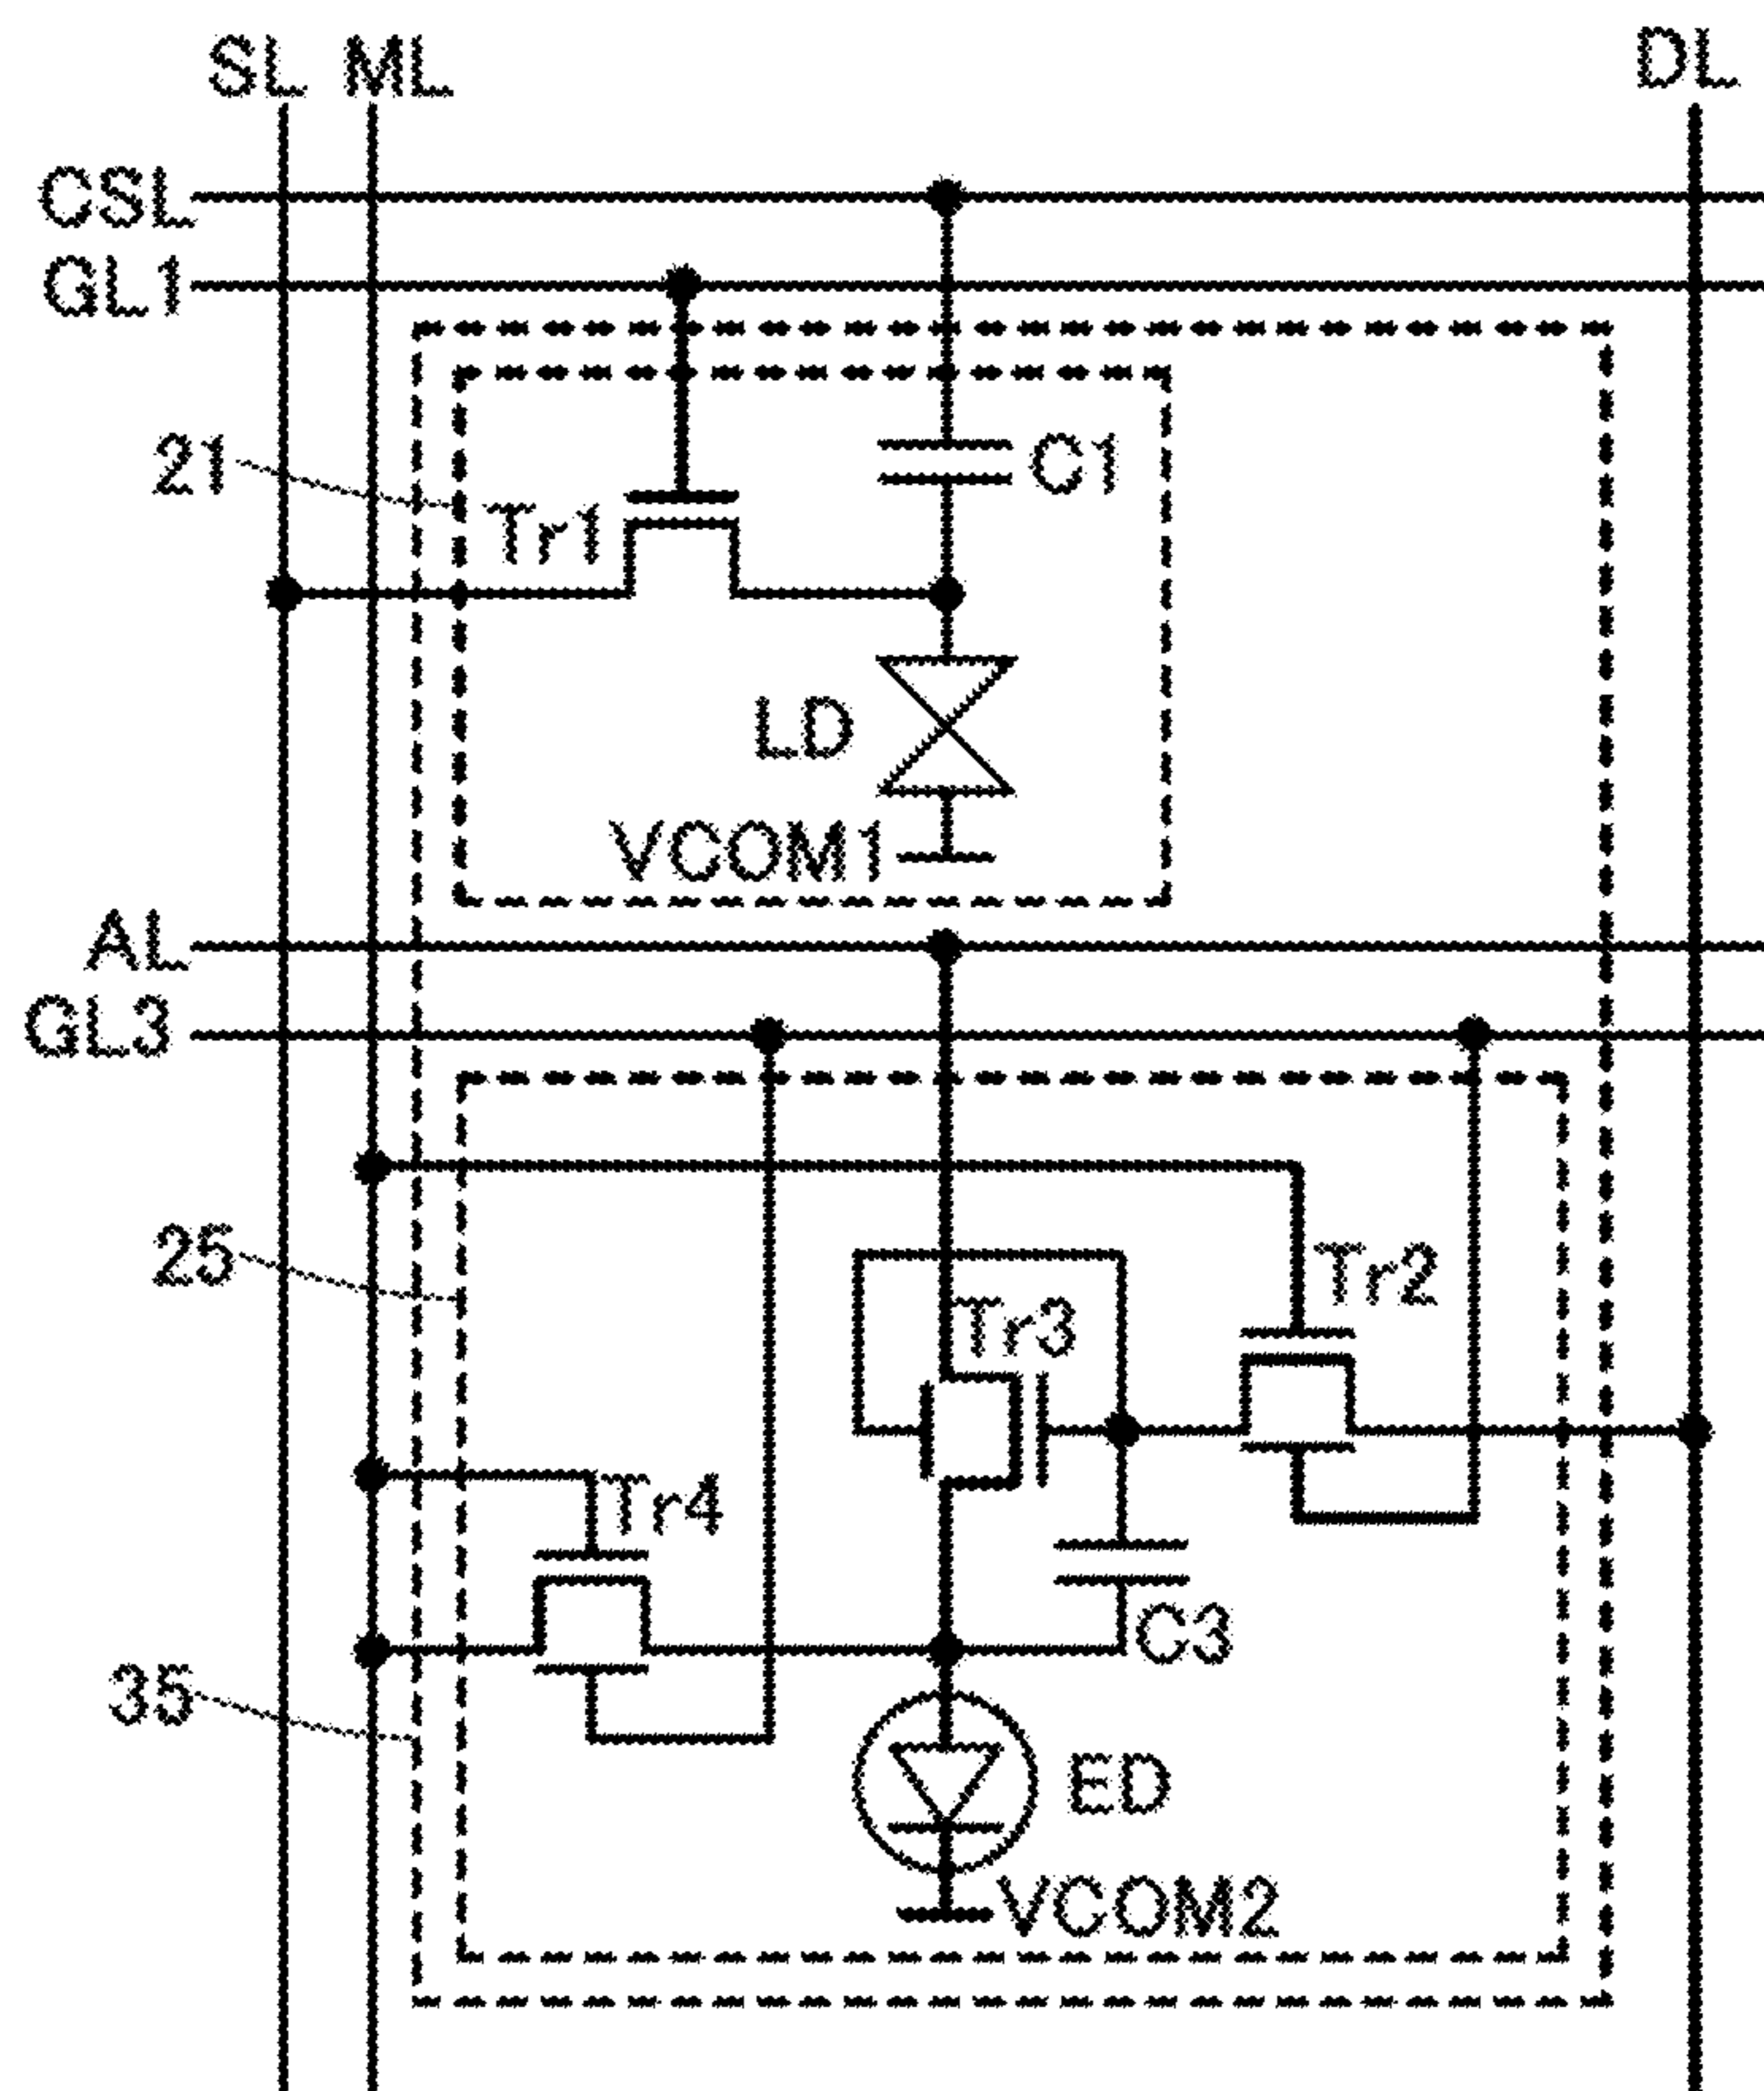 SL ML DL
CSL
GL1
21
C1
Tr1
LD
VCOM1
AL
GL3
25
Tr2
Tr3
Tr4
C3
35
ED
VCOM2